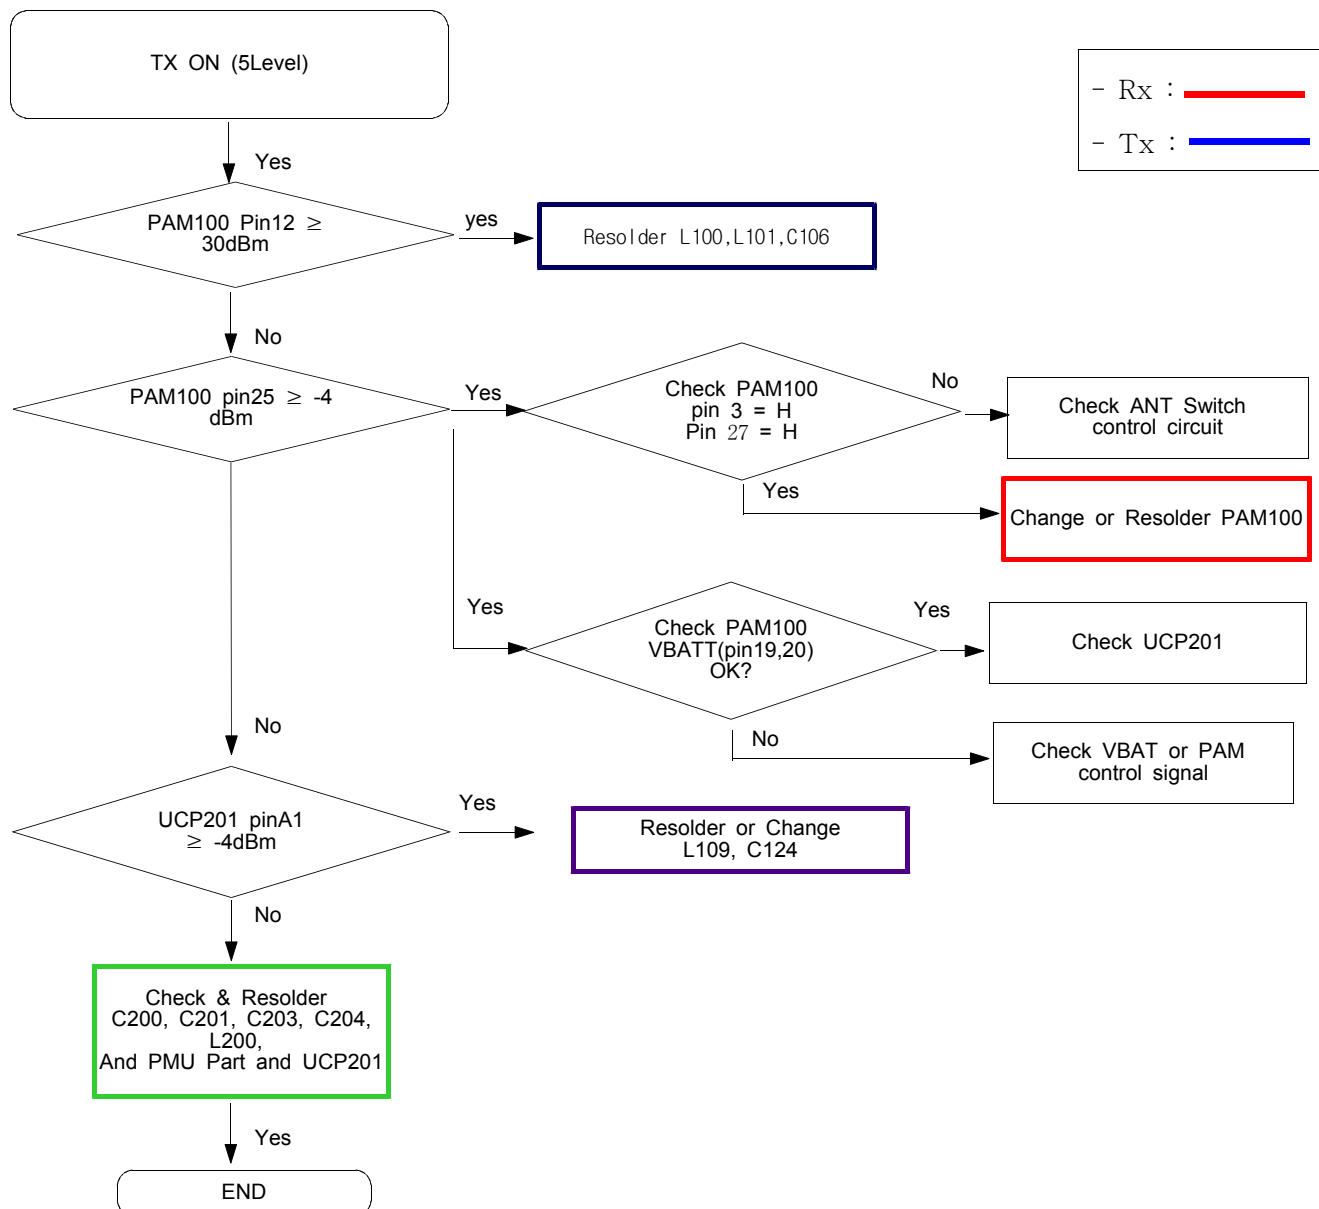 TX ON (5Level)
- Rx :
- Tx :
Yes
PAM100 Pin12 ≥
30dBm
yes
Resolder L100,L101,C106
No
PAM100 pin25 ≥ -4
dBm
Yes
Check PAM100
pin 3 = H
Pin 27 = H
No
Check ANT Switch
control circuit
Yes
Change or Resolder PAM100
Yes
Check PAM100
VBATT(pin19,20)
OK?
Yes
Check UCP201
No
Check VBAT or PAM
control signal
No
UCP201 pinA1
≥ -4dBm
Yes
Resolder or Change
L109, C124
No
Check & Resolder
C200, C201, C203, C204,
L200,
And PMU Part and UCP201
Yes
END